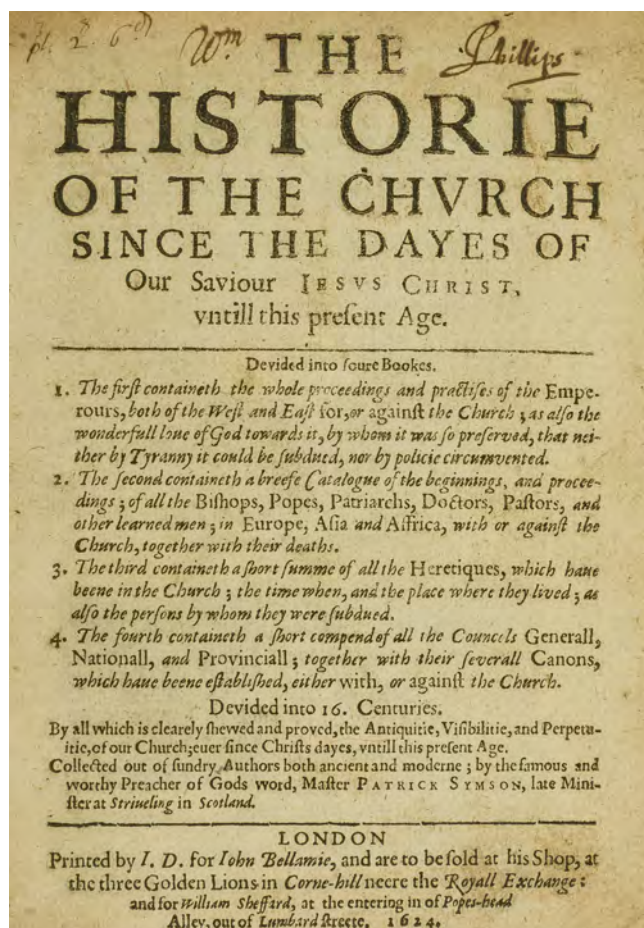 pt. 2. 6d
Wm Phillips
THE
HISTORIE
OF THE CHVRCH
SINCE THE DAYES OF
Our Saviour IESVS CHRIST,
vntill this preſent Age.
Devided into foure Bookes.
1. The firſt containeth the whole proceedings and practiſes of the Empe-
rours, both of the Weſt and Eaſt for, or againſt the Church ; as alſo the
wonderfull loue of God towards it, by whom it was ſo preſerved, that nei-
ther by Tyranny it could be ſubdued, nor by policie circumvented.
2. The ſecond containeth a breefe Catalogue of the beginnings, and procee-
dings ; of all the Biſhops, Popes, Patriarchs, Doctors, Paſtors, and
other learned men ; in Europe, Aſia and Affrica, with or againſt the
Church, together with their deaths.
3. The third containeth a ſhort ſumme of all the Heretiques, which haue
beene in the Church ; the time when, and the place where they lived ; as
alſo the perſons by whom they were ſubdued.
4. The fourth containeth a ſhort compend of all the Councels Generall,
Nationall, and Provinciall ; together with their ſeverall Canons,
which haue beene eſtabliſhed, either with, or againſt the Church.
Devided into 16. Centuries.
By all which is clearely ſhewed and proved, the Antiquitie, Viſibilitie, and Perpetu-
itie, of our Church; euer ſince Chriſts dayes, vntill this preſent Age.
Collected out of ſundry Authors both ancient and moderne ; by the famous and
worthy Preacher of Gods word, Maſter PATRICK SYMSON, late Mini-
ſter at Striueling in Scotland.
LONDON
Printed by I. D. for Iohn Bellamie, and are to be ſold at his Shop, at
the three Golden Lions in Corne-hill neere the Royall Exchange :
and for William Sheffard, at the entering in of Popes-head
Alley, out of Lumbard ſtreete. 1624.